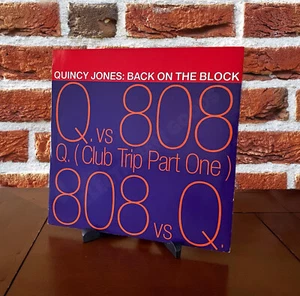 QUINCY JONES: BACK ON THE BLOCK
Q. vs 808
Q. ( Club Trip Part One )
808 vs Q.